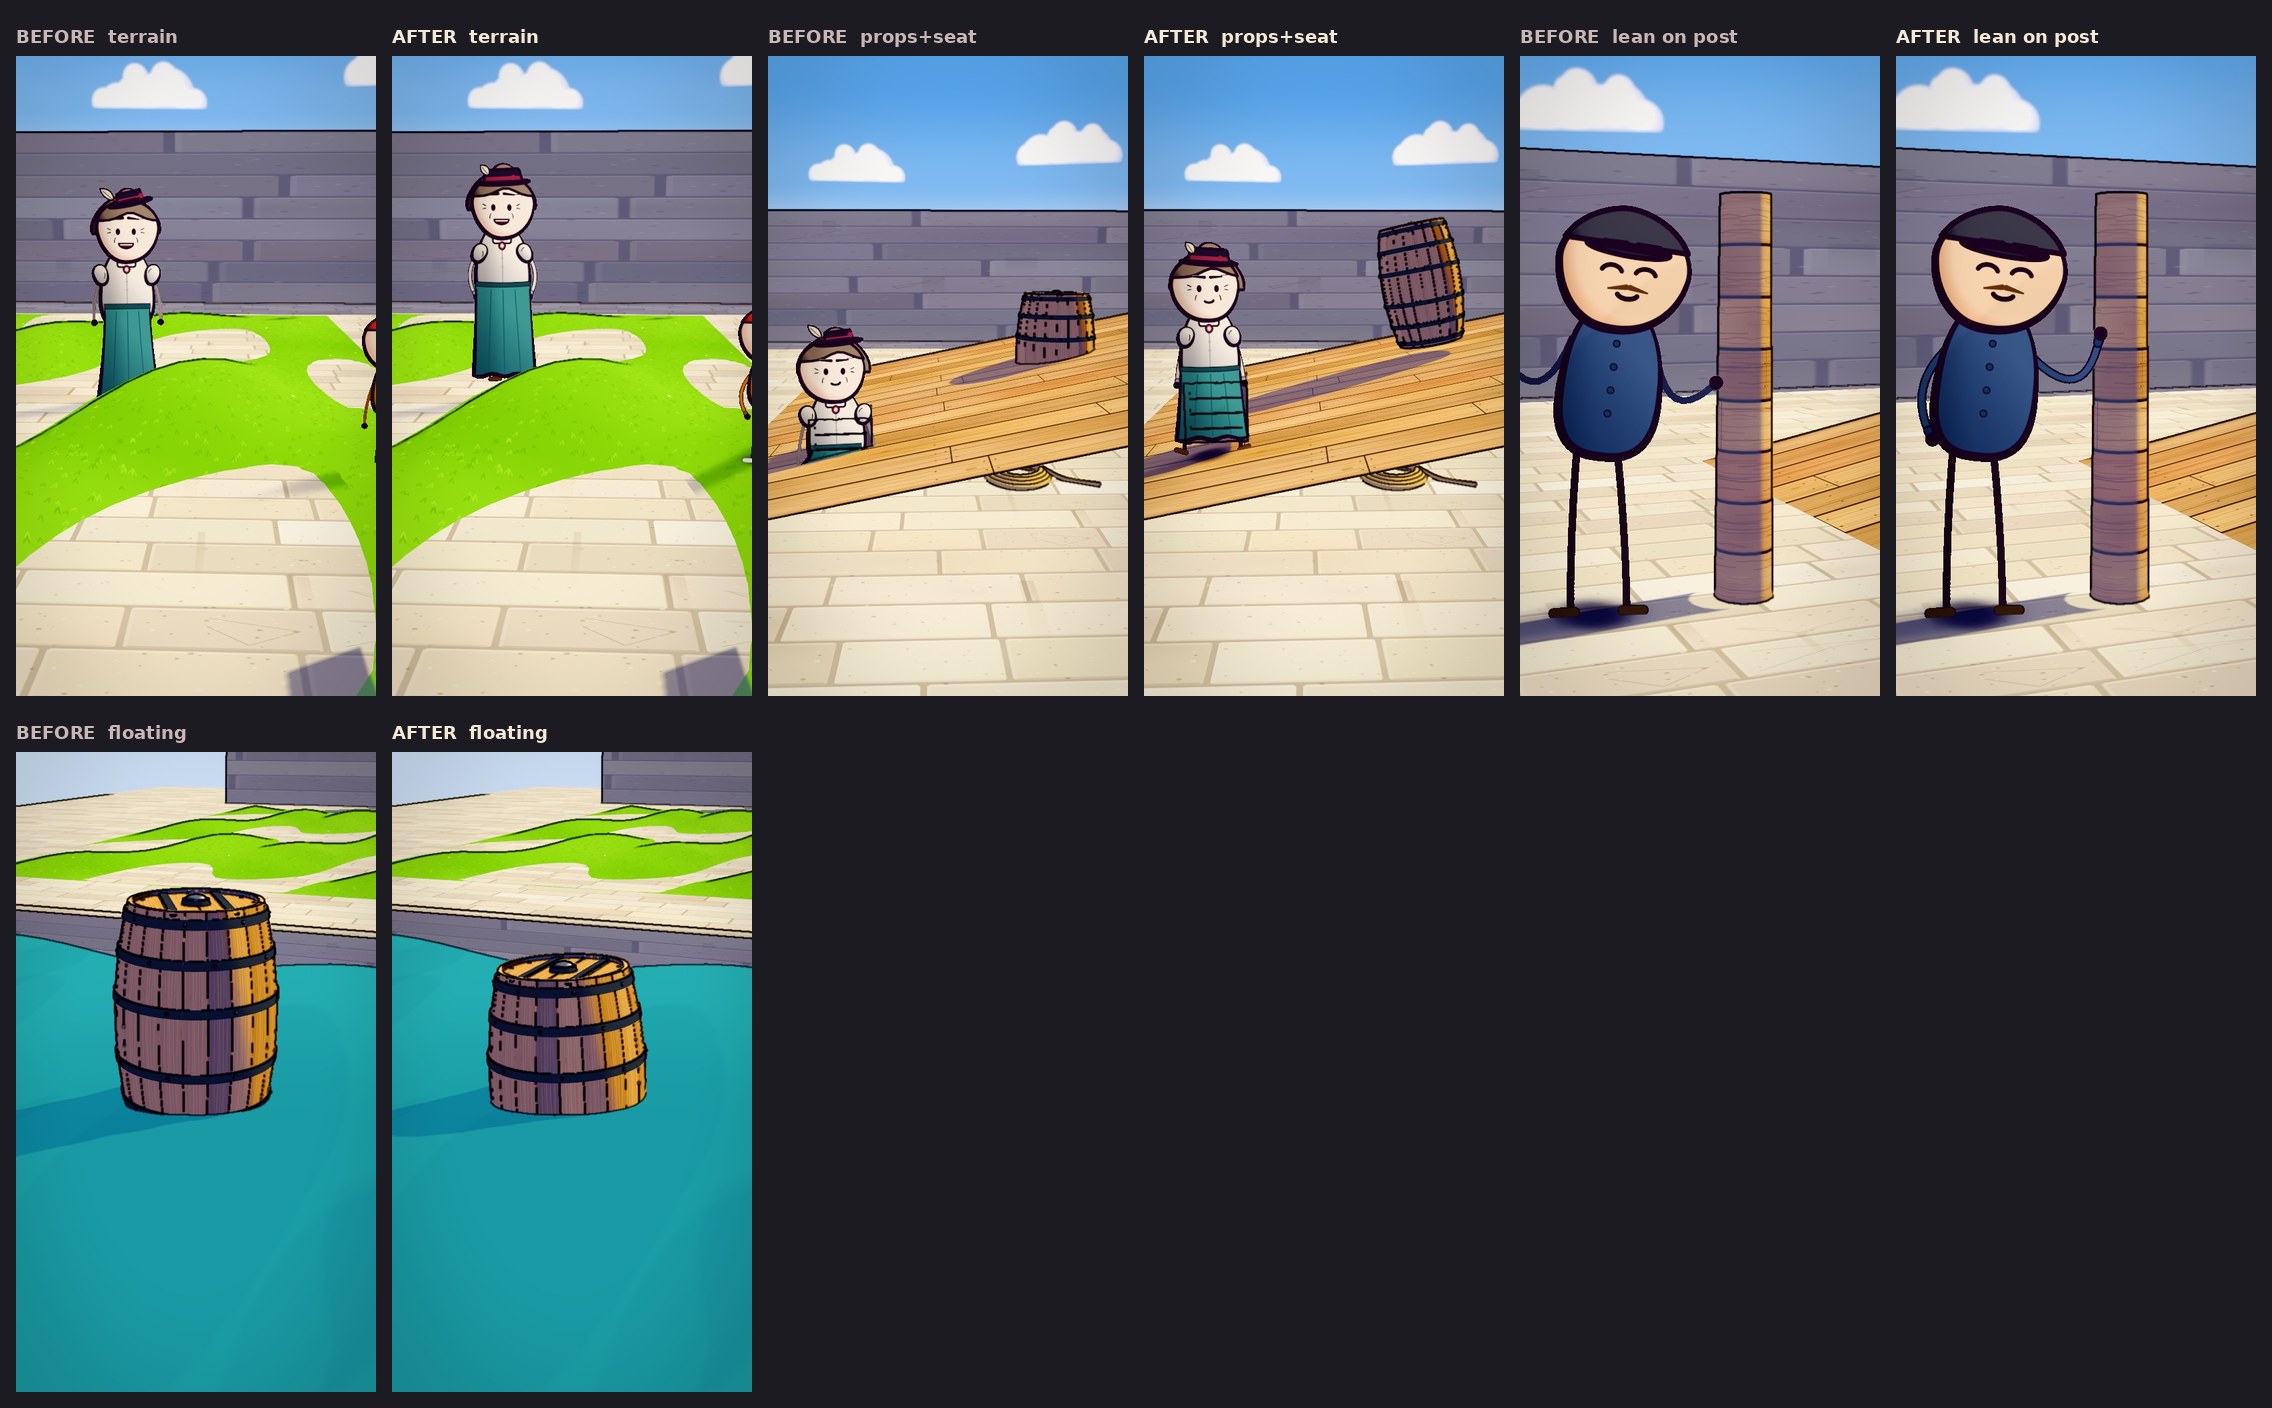 BEFORE terrain
AFTER terrain
BEFORE props+seat
AFTER props+seat
BEFORE lean on post
AFTER lean on post
BEFORE floating
AFTER floating